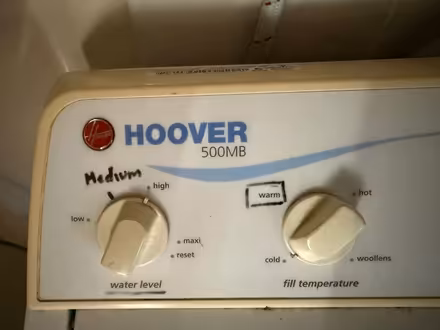 HOOVER
500MB
Medium
high
low
maxi
reset
water level
warm
hot
cold
woollens
fill temperature